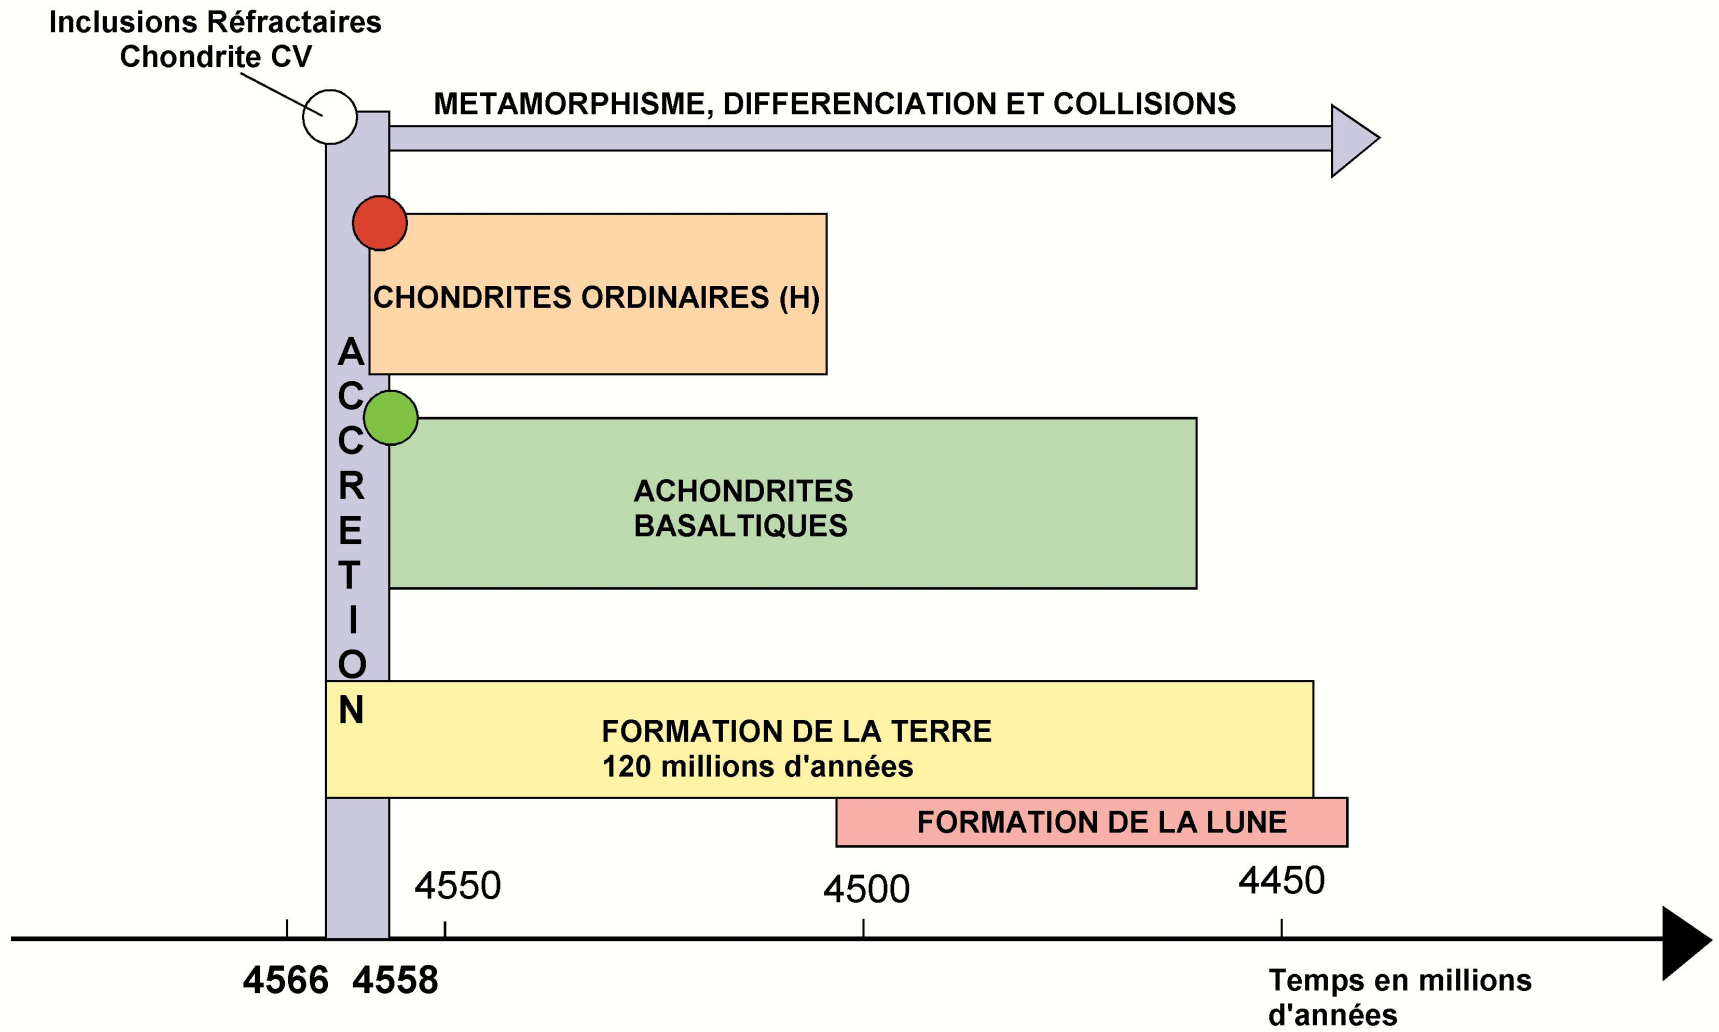 Inclusions Réfractaires
Chondrite CV
METAMORPHISME, DIFFERENCIATION ET COLLISIONS
CHONDRITES ORDINAIRES (H)
ACCRETION
ACHONDRITES
BASALTIQUES
FORMATION DE LA TERRE
120 millions d'années
FORMATION DE LA LUNE
4550
4500
4450
4566
4558
Temps en millions
d'années